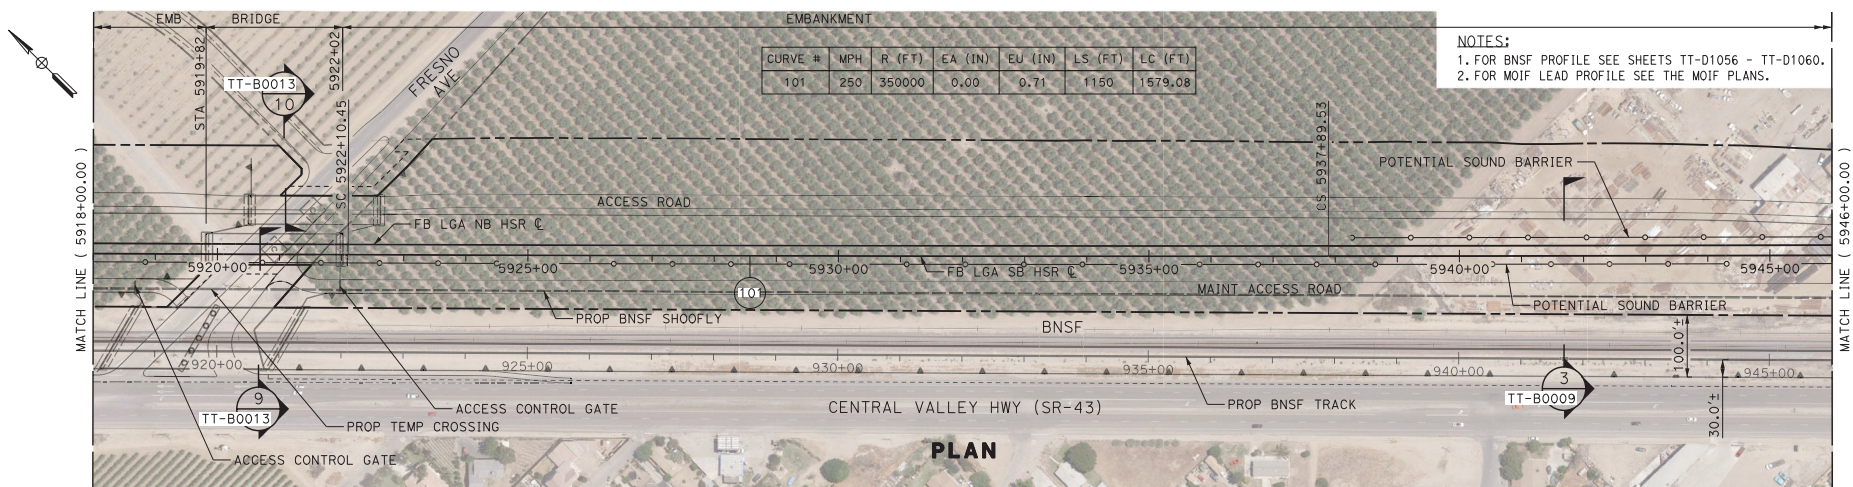 EMB
BRIDGE
EMBANKMENT
STA 5919+82
5922+02
SC 5922+10.45
TT-B0013
10
FRESNO
AVE
CURVE # MPH R (FT) EA (IN) EU (IN) LS (FT) LC (FT)
101 250 350000 0.00 0.71 1150 1579.08
NOTES:
1. FOR BNSF PROFILE SEE SHEETS TT-D1056 - TT-D1060.
2. FOR MOIF LEAD PROFILE SEE THE MOIF PLANS.
CS 5937+89.53
POTENTIAL SOUND BARRIER
MATCH LINE ( 5918+00.00 )
MATCH LINE ( 5946+00.00 )
ACCESS ROAD
FB LGA NB HSR ℄
5920+00
5925+00
5930+00
5935+00
5940+00
5945+00
FB LGA SB HSR ℄
101
MAINT ACCESS ROAD
POTENTIAL SOUND BARRIER
PROP BNSF SHOOFLY
BNSF
100.0'±
5920+00
925+00
930+00
935+00
940+00
945+00
9
TT-B0013
3
TT-B0009
30.0'±
ACCESS CONTROL GATE
CENTRAL VALLEY HWY (SR-43)
PROP BNSF TRACK
PROP TEMP CROSSING
ACCESS CONTROL GATE
PLAN